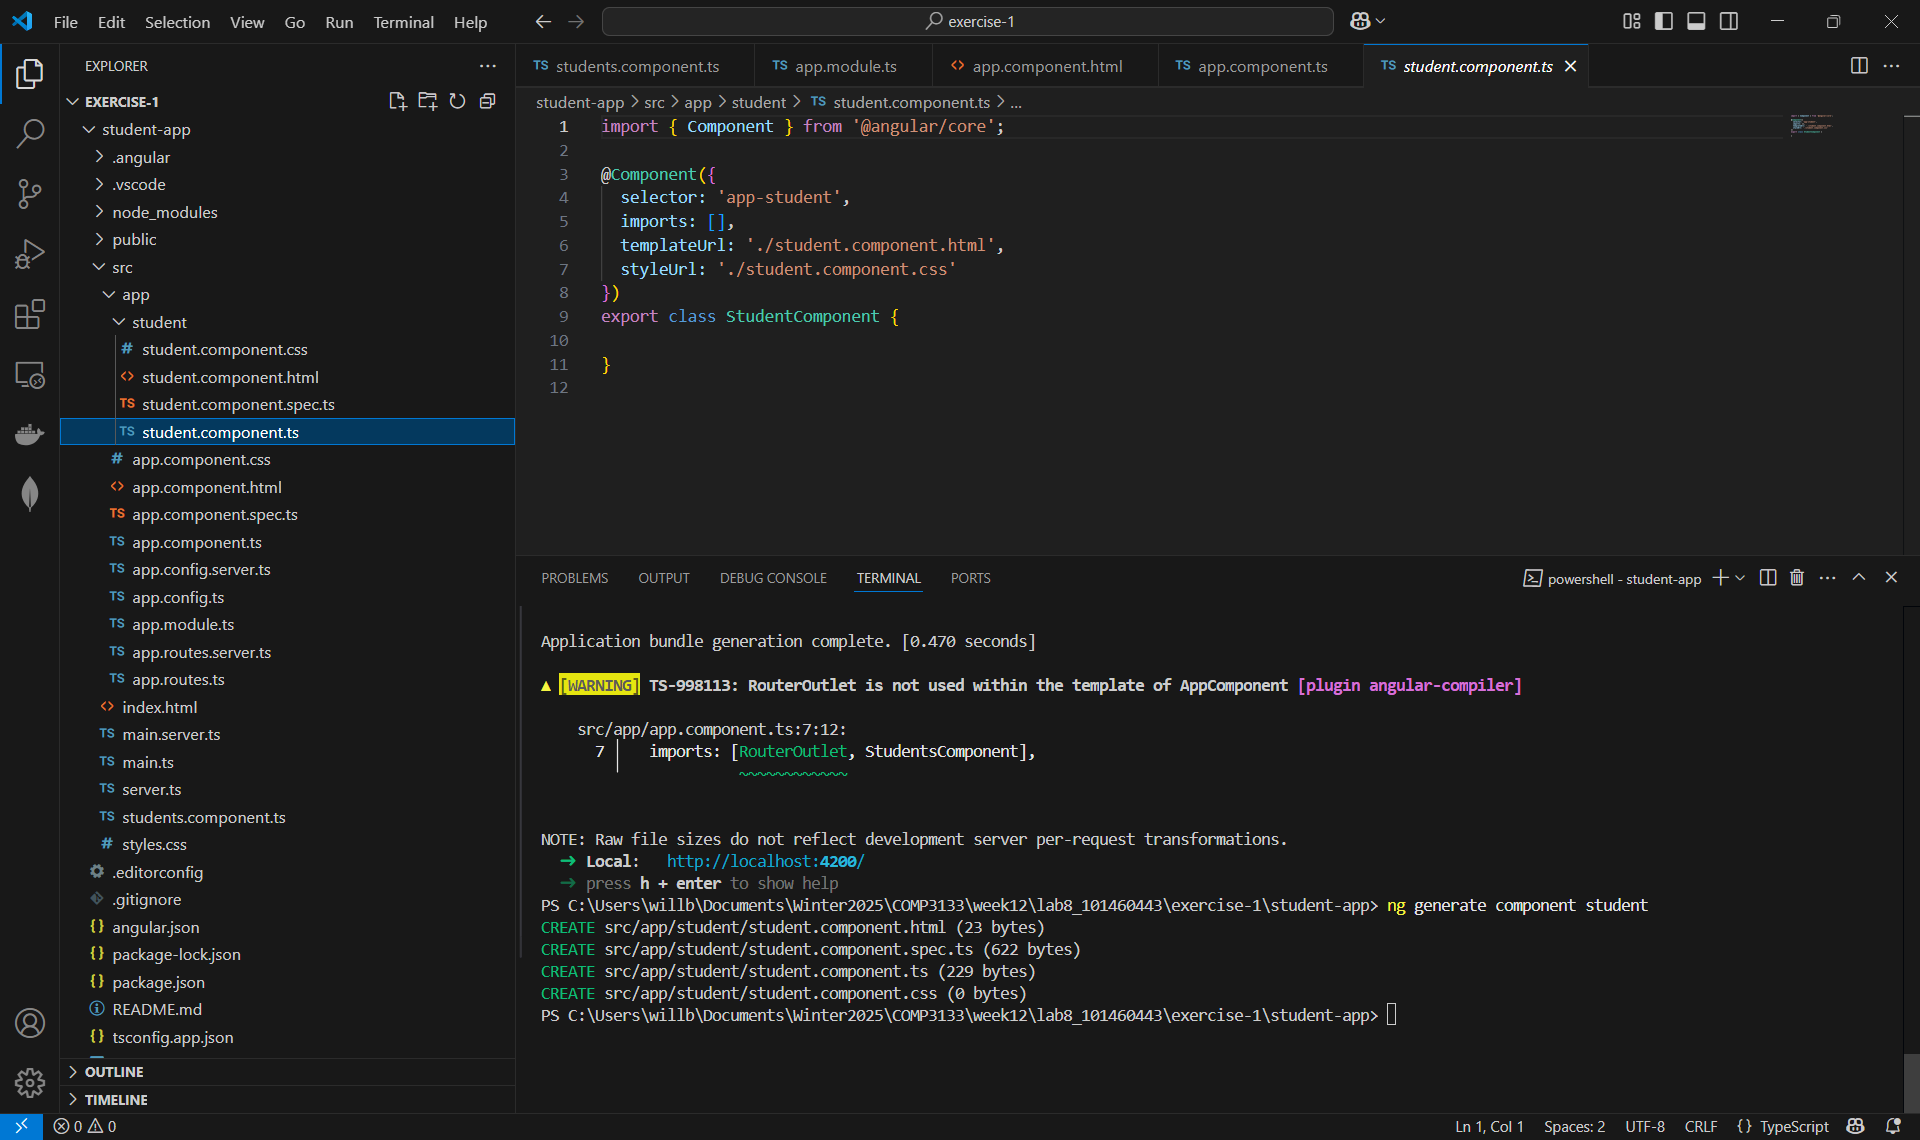 File Edit Selection View Go Run Terminal Help
exercise-1
EXPLORER
EXERCISE-1
student-app
.angular
.vscode
node_modules
public
src
app
student
student.component.css
student.component.html
student.component.spec.ts
student.component.ts
app.component.css
app.component.html
app.component.spec.ts
app.component.ts
app.config.server.ts
app.config.ts
app.module.ts
app.routes.server.ts
app.routes.ts
index.html
main.server.ts
main.ts
server.ts
students.component.ts
styles.css
.editorconfig
.gitignore
angular.json
package-lock.json
package.json
README.md
tsconfig.app.json
OUTLINE
TIMELINE
students.component.ts app.module.ts app.component.html app.component.ts student.component.ts
student-app > src > app > student > TS student.component.ts > ...
1 import { Component } from '@angular/core';
2
3 @Component({
4 selector: 'app-student',
5 imports: [],
6 templateUrl: './student.component.html',
7 styleUrl: './student.component.css'
8 })
9 export class StudentComponent {
10
11 }
12
PROBLEMS OUTPUT DEBUG CONSOLE TERMINAL PORTS
powershell - student-app
Application bundle generation complete. [0.470 seconds]
▲ [WARNING] TS-998113: RouterOutlet is not used within the template of AppComponent [plugin angular-compiler]
src/app/app.component.ts:7:12:
7 │ imports: [RouterOutlet, StudentsComponent],
~~~~~~~~~~~~
NOTE: Raw file sizes do not reflect development server per-request transformations.
➜ Local: http://localhost:4200/
➜ press h + enter to show help
PS C:\Users\willb\Documents\Winter2025\COMP3133\week12\lab8_101460443\exercise-1\student-app> ng generate component student
CREATE src/app/student/student.component.html (23 bytes)
CREATE src/app/student/student.component.spec.ts (622 bytes)
CREATE src/app/student/student.component.ts (229 bytes)
CREATE src/app/student/student.component.css (0 bytes)
PS C:\Users\willb\Documents\Winter2025\COMP3133\week12\lab8_101460443\exercise-1\student-app>
0 0
Ln 1, Col 1 Spaces: 2 UTF-8 CRLF {} TypeScript